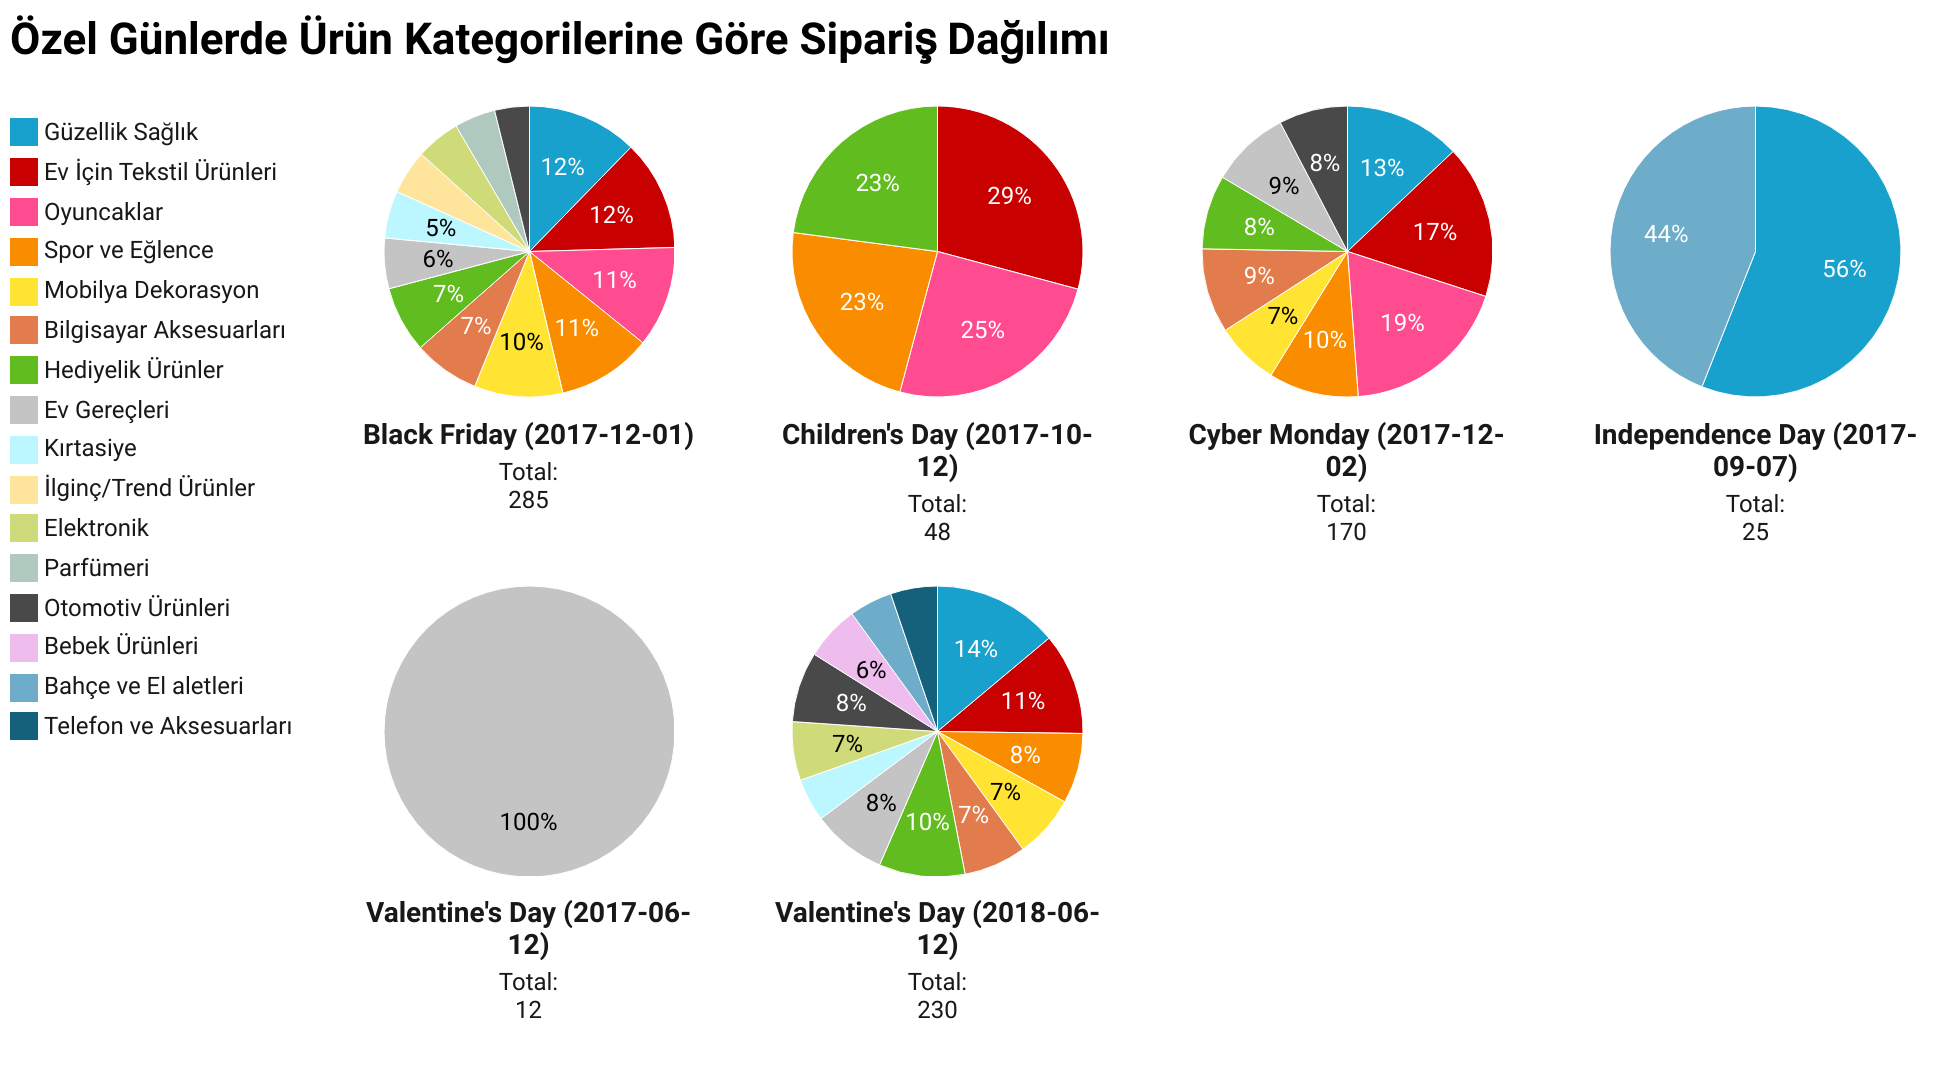 Özel Günlerde Ürün Kategorilerine Göre Sipariş Dağılımı
Güzellik Sağlık
Ev İçin Tekstil Ürünleri
Oyuncaklar
Spor ve Eğlence
Mobilya Dekorasyon
Bilgisayar Aksesuarları
Hediyelik Ürünler
Ev Gereçleri
Kırtasiye
İlginç/Trend Ürünler
Elektronik
Parfümeri
Otomotiv Ürünleri
Bebek Ürünleri
Bahçe ve El aletleri
Telefon ve Aksesuarları
12%
12%
11%
11%
10%
7%
7%
6%
5%
Black Friday (2017-12-01)
Total:
285
29%
25%
23%
23%
Children's Day (2017-10-
12)
Total:
48
13%
17%
19%
10%
7%
9%
8%
9%
8%
Cyber Monday (2017-12-
02)
Total:
170
56%
44%
Independence Day (2017-
09-07)
Total:
25
100%
Valentine's Day (2017-06-
12)
Total:
12
14%
11%
8%
7%
7%
10%
8%
7%
8%
6%
Valentine's Day (2018-06-
12)
Total:
230